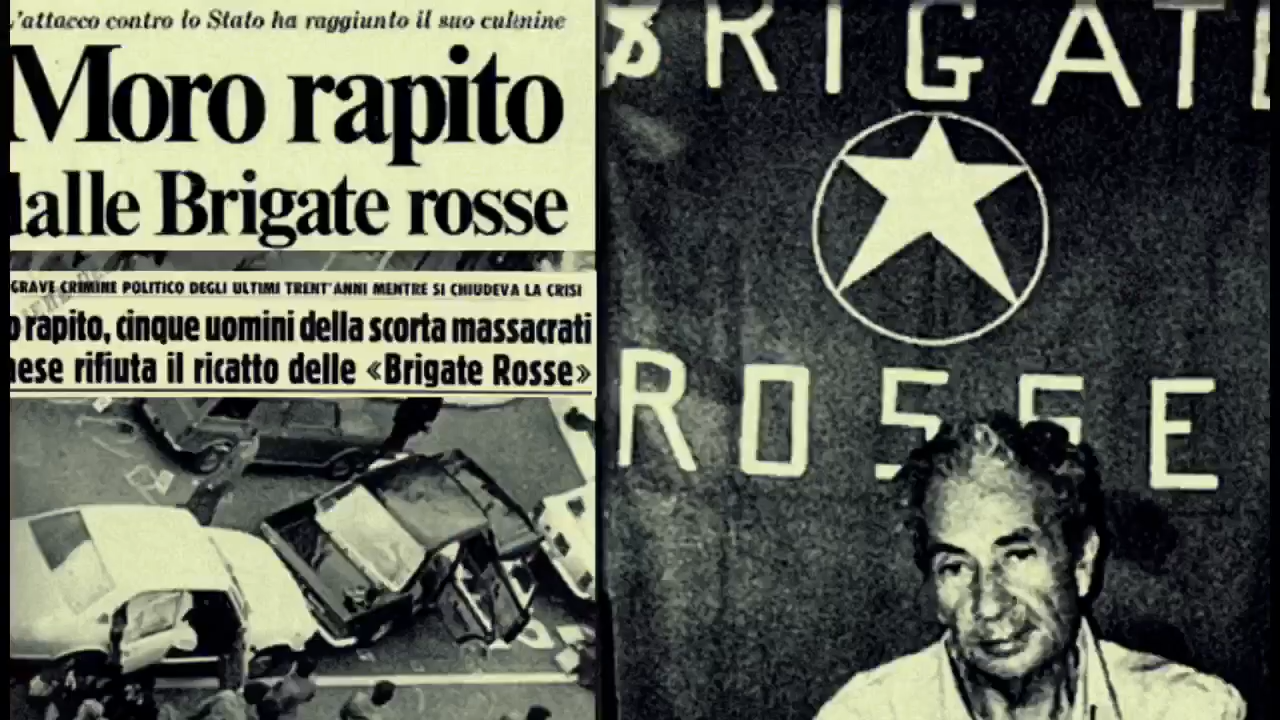 l'attacco contro lo Stato ha raggiunto il suo culmine
Moro rapito
dalle Brigate rosse
GRAVE CRIMINE POLITICO DEGLI ULTIMI TRENT'ANNI MENTRE SI CHIUDEVA LA CRISI
o rapito, cinque uomini della scorta massacrati
ese rifiuta il ricatto delle «Brigate Rosse»
BRIGATE
ROSSE